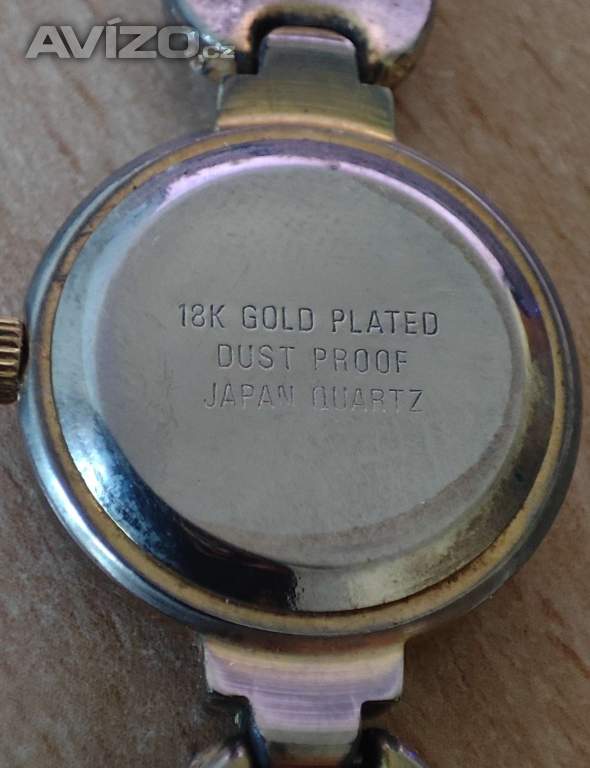 AVÍZO.cz
18K GOLD PLATED
DUST PROOF
JAPAN QUARTZ